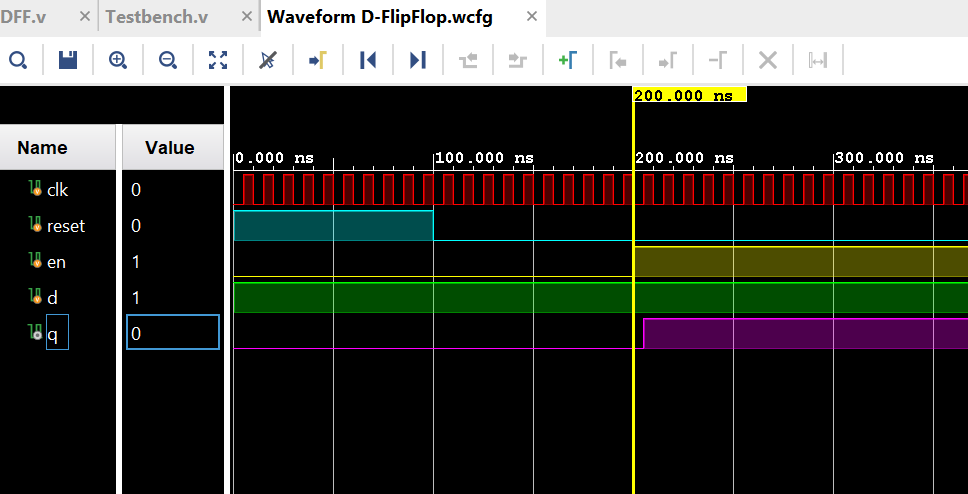 DFF.v × Testbench.v × Waveform D-FlipFlop.wcfg ×
200.000 ns
Name Value
0.000 ns 100.000 ns 200.000 ns 300.000 ns
clk 0
reset 0
en 1
d 1
q 0